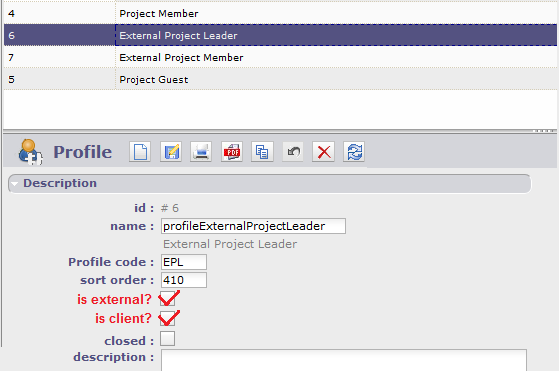 4 Project Member
6 External Project Leader
7 External Project Member
5 Project Guest
Profile PDF
Description
id : # 6
name : profileExternalProjectLeader
External Project Leader
Profile code : EPL
sort order : 410
is external?
is client?
closed :
description :